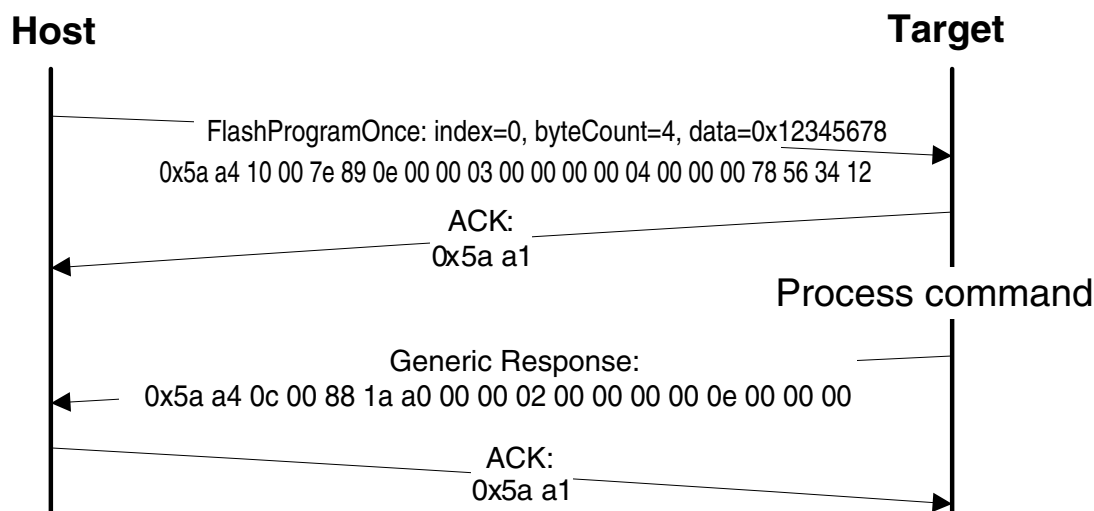 Host
Target
FlashProgramOnce: index=0, byteCount=4, data=0x12345678
0x5a a4 10 00 7e 89 0e 00 00 03 00 00 00 00 04 00 00 00 78 56 34 12
ACK:
0x5a a1
Process command
Generic Response:
0x5a a4 0c 00 88 1a a0 00 00 02 00 00 00 00 0e 00 00 00
ACK:
0x5a a1